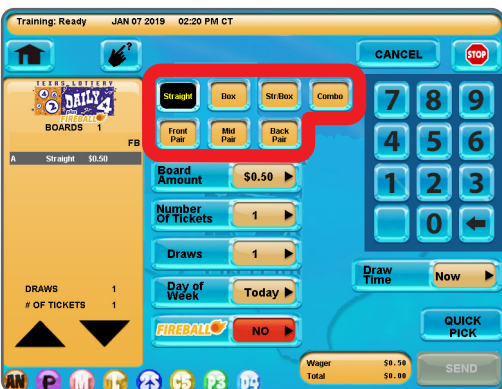 Training: Ready JAN 07 2019 02:20 PM CT
? CANCEL STOP
TEXAS LOTTERY
DAILY 4
FIREBALL
BOARDS 1
FB
A Straight $0.50
DRAWS 1
# OF TICKETS 1
Straight Box Str/Box Combo
Front Pair Mid Pair Back Pair
Board Amount $0.50
Number Of Tickets 1
Draws 1
Day of Week Today
FIREBALL NO
7 8 9
4 5 6
1 2 3
0
Draw Time Now
QUICK PICK
Wager $0.50
Total $0.00
SEND
AN P M C5 P3 D4